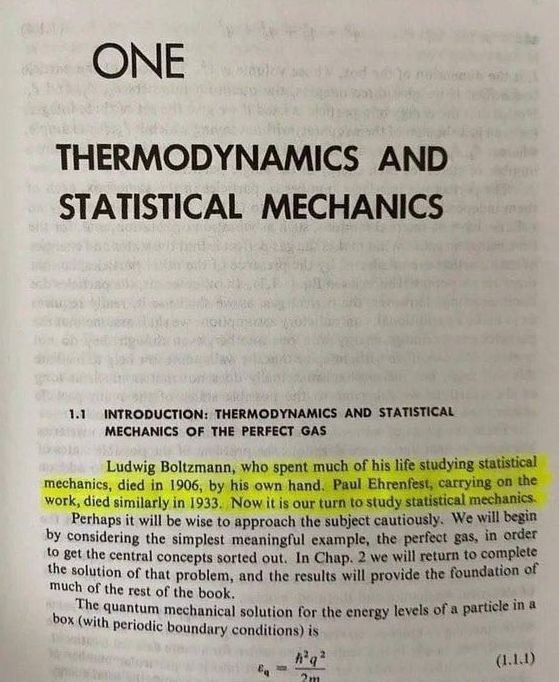 ONE
THERMODYNAMICS AND
STATISTICAL MECHANICS
1.1 INTRODUCTION: THERMODYNAMICS AND STATISTICAL
MECHANICS OF THE PERFECT GAS
Ludwig Boltzmann, who spent much of his life studying statistical
mechanics, died in 1906, by his own hand. Paul Ehrenfest, carrying on the
work, died similarly in 1933. Now it is our turn to study statistical mechanics.
Perhaps it will be wise to approach the subject cautiously. We will begin
by considering the simplest meaningful example, the perfect gas, in order
to get the central concepts sorted out. In Chap. 2 we will return to complete
the solution of that problem, and the results will provide the foundation of
much of the rest of the book.
The quantum mechanical solution for the energy levels of a particle in a
box (with periodic boundary conditions) is
εq = ħ²q²/2m (1.1.1)